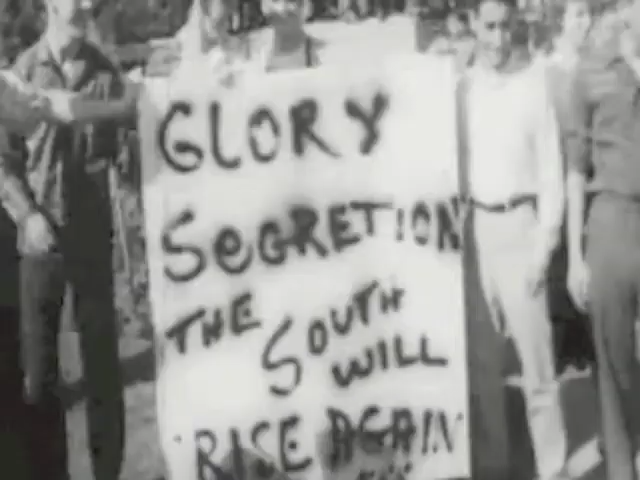 GLORY
SeGRETION
THE SOUTH
WILL
RISE AGAIN